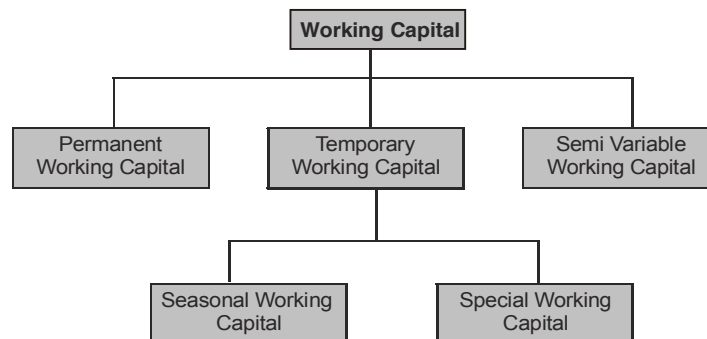 Working Capital
Permanent
Working Capital
Temporary
Working Capital
Semi Variable
Working Capital
Seasonal Working
Capital
Special Working
Capital